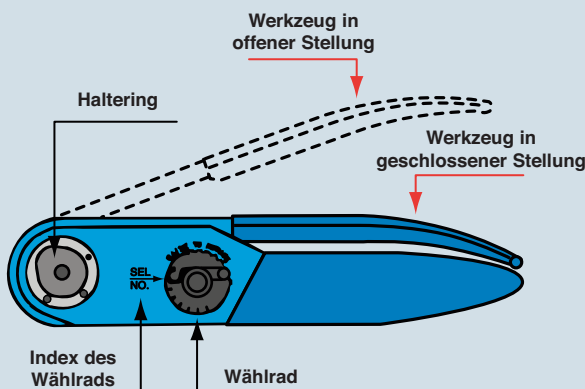 Werkzeug in
offener Stellung
Haltering
Werkzeug in
geschlossener Stellung
SEL
NO.
Index des
Wählrads
Wählrad